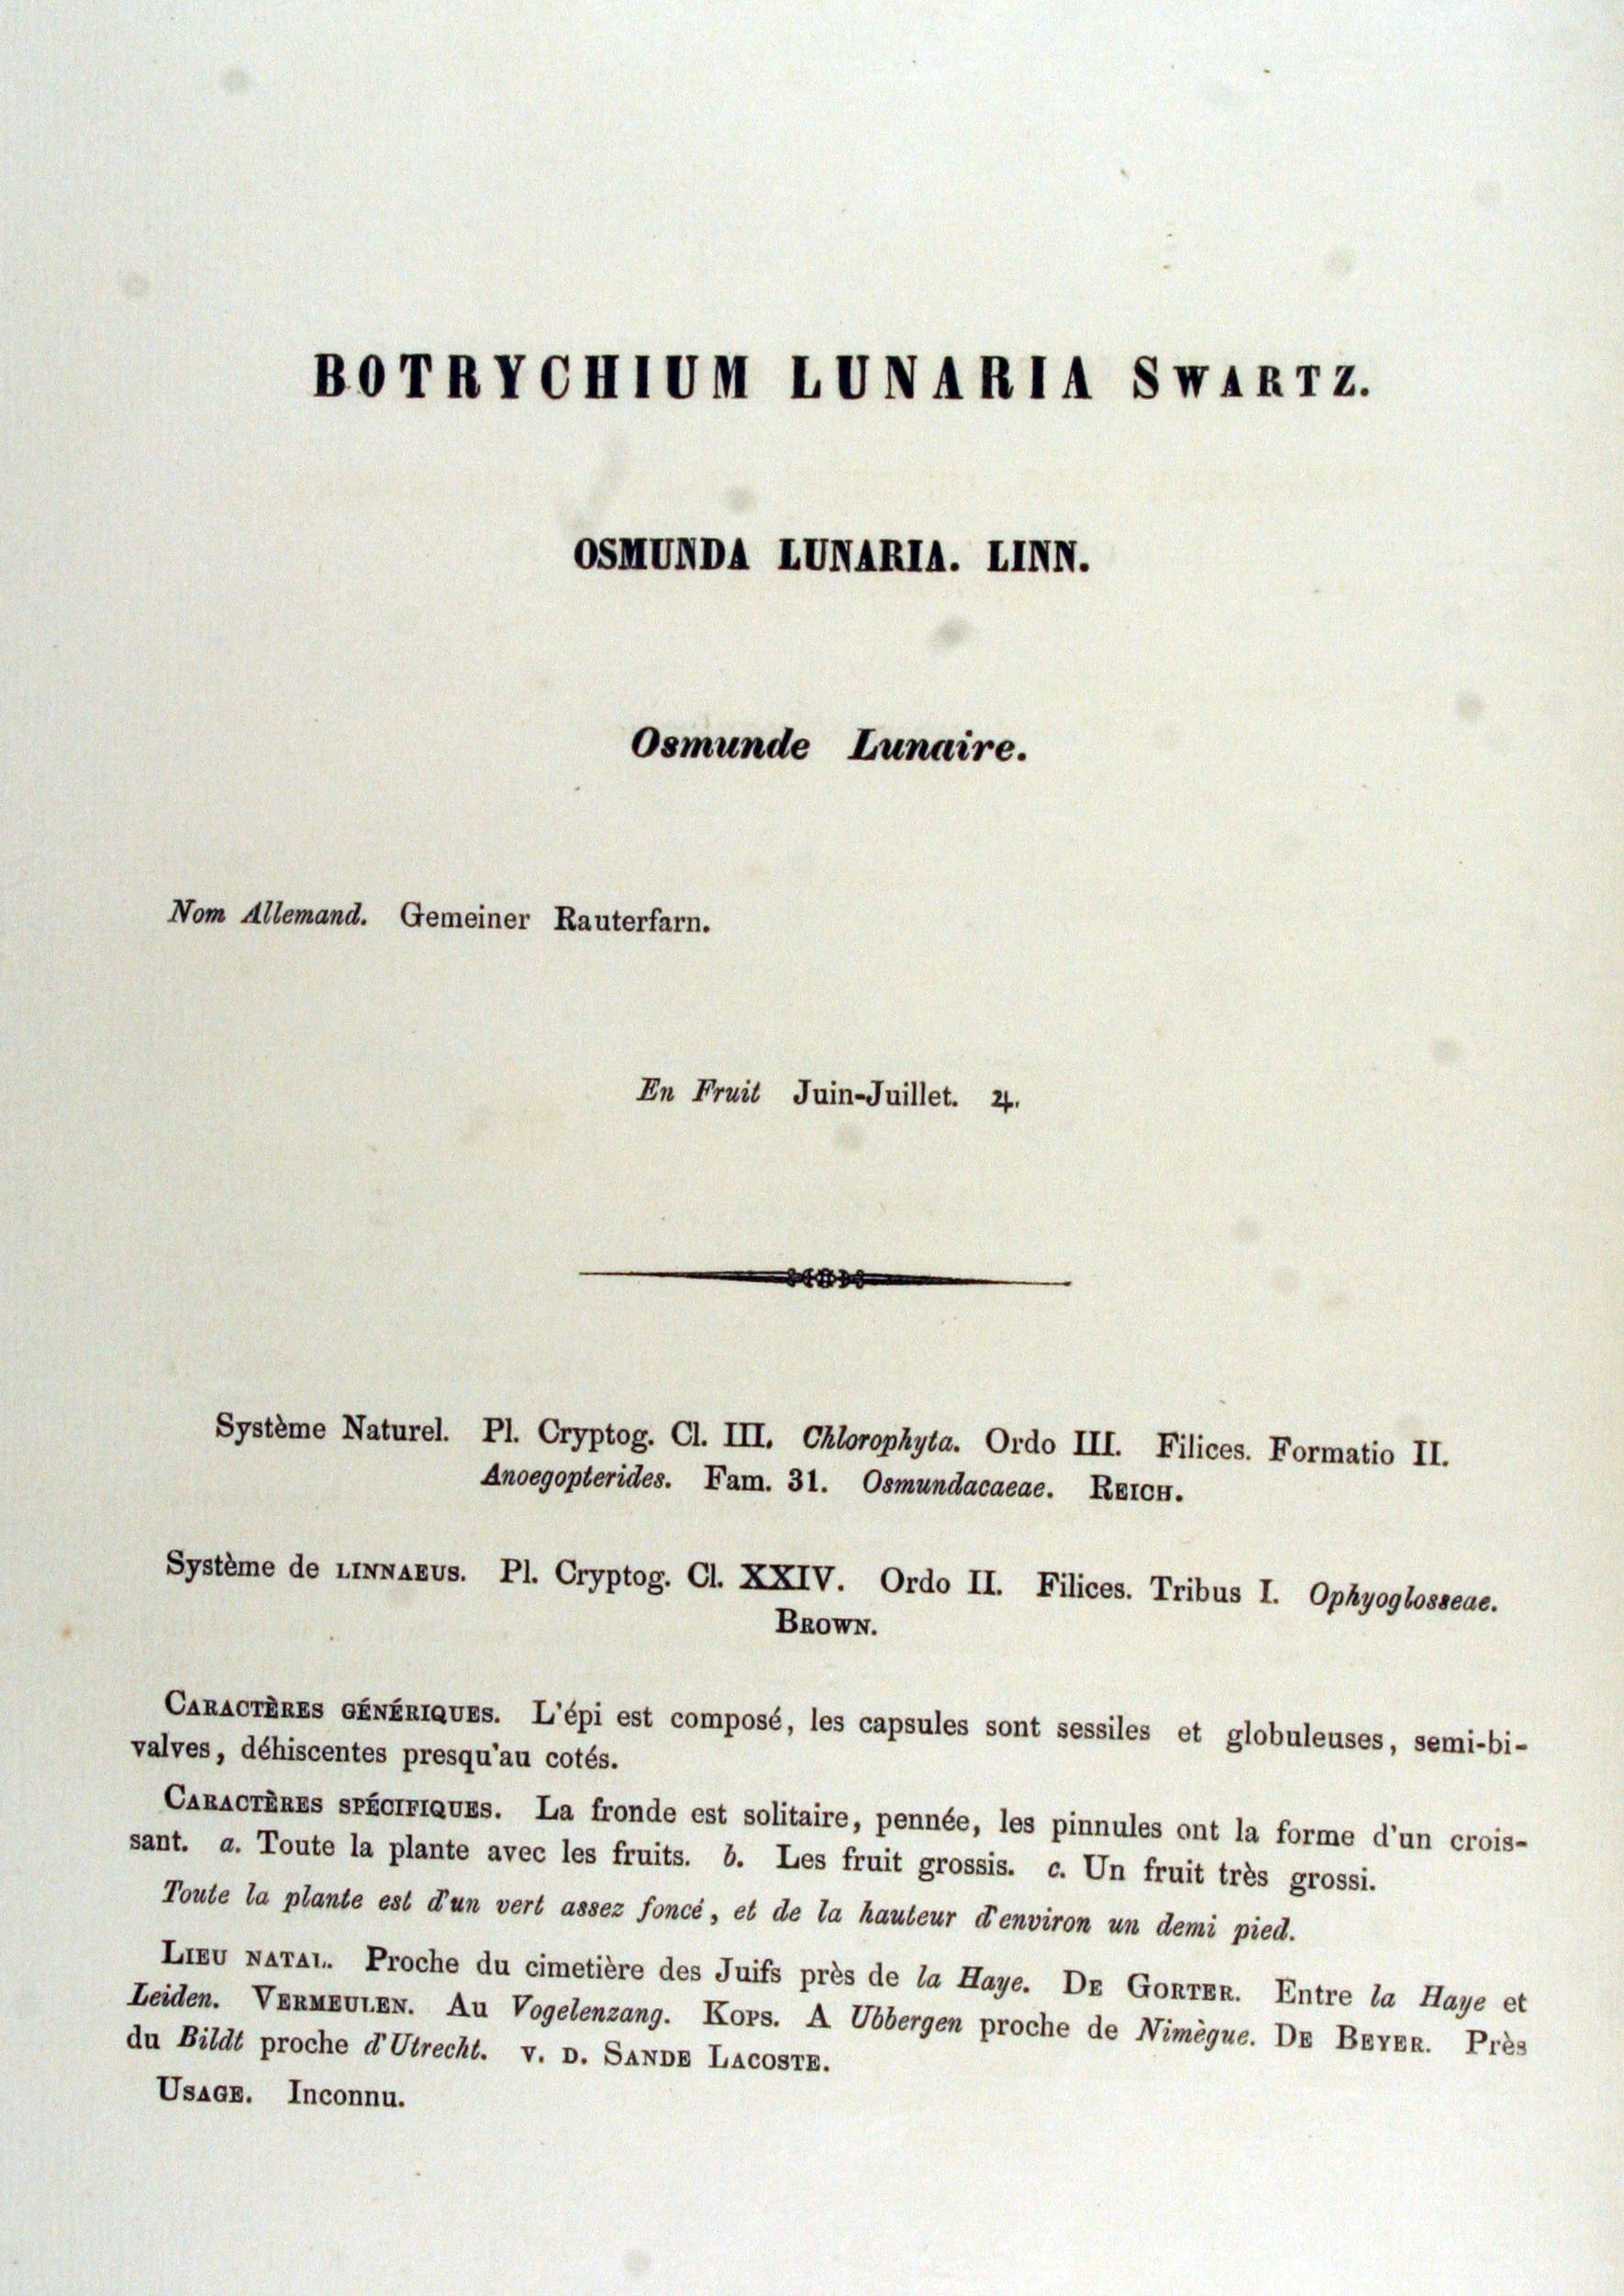 BOTRYCHIUM LUNARIA SWARTZ.
OSMUNDA LUNARIA. LINN.
Osmunde Lunaire.
Nom Allemand. Gemeiner Rauterfarn.
En Fruit Juin-Juillet. ♃.
Système Naturel. Pl. Cryptog. Cl. III. Chlorophyta. Ordo III. Filices. Formatio II.
Anoegopterides. Fam. 31. Osmundacaeae. REICH.
Système de LINNAEUS. Pl. Cryptog. Cl. XXIV. Ordo II. Filices. Tribus I. Ophyoglosseae.
BROWN.
CARACTÈRES GÉNÉRIQUES. L'épi est composé, les capsules sont sessiles et globuleuses, semi-bi-
valves, déhiscentes presqu'au cotés.
CARACTÈRES SPÉCIFIQUES. La fronde est solitaire, pennée, les pinnules ont la forme d'un crois-
sant. a. Toute la plante avec les fruits. b. Les fruit grossis. c. Un fruit très grossi.
Toute la plante est d'un vert assez foncé, et de la hauteur d'environ un demi pied.
LIEU NATAL. Proche du cimetière des Juifs près de la Haye. DE GORTER. Entre la Haye et
Leiden. VERMEULEN. Au Vogelenzang. KOPS. A Ubbergen proche de Nimègue. DE BEYER. Près
du Bildt proche d'Utrecht. V. D. SANDE LACOSTE.
USAGE. Inconnu.